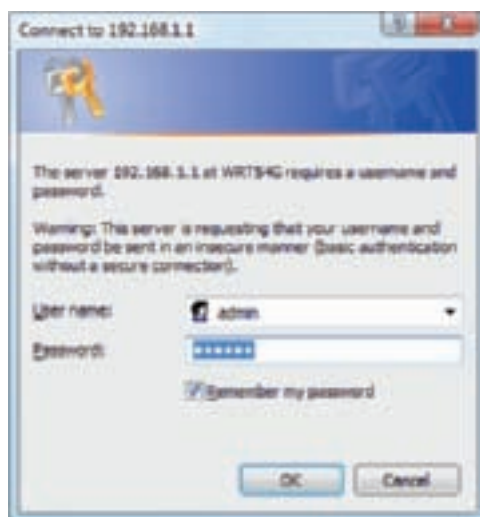 Connect to 192.168.1.1
The server 192.168.1.1 at WRT54G requires a username and
password.
Warning: This server is requesting that your username and
password be sent in an insecure manner (basic authentication
without a secure connection).
User name:
admin
Password:
••••••
Remember my password
OK
Cancel